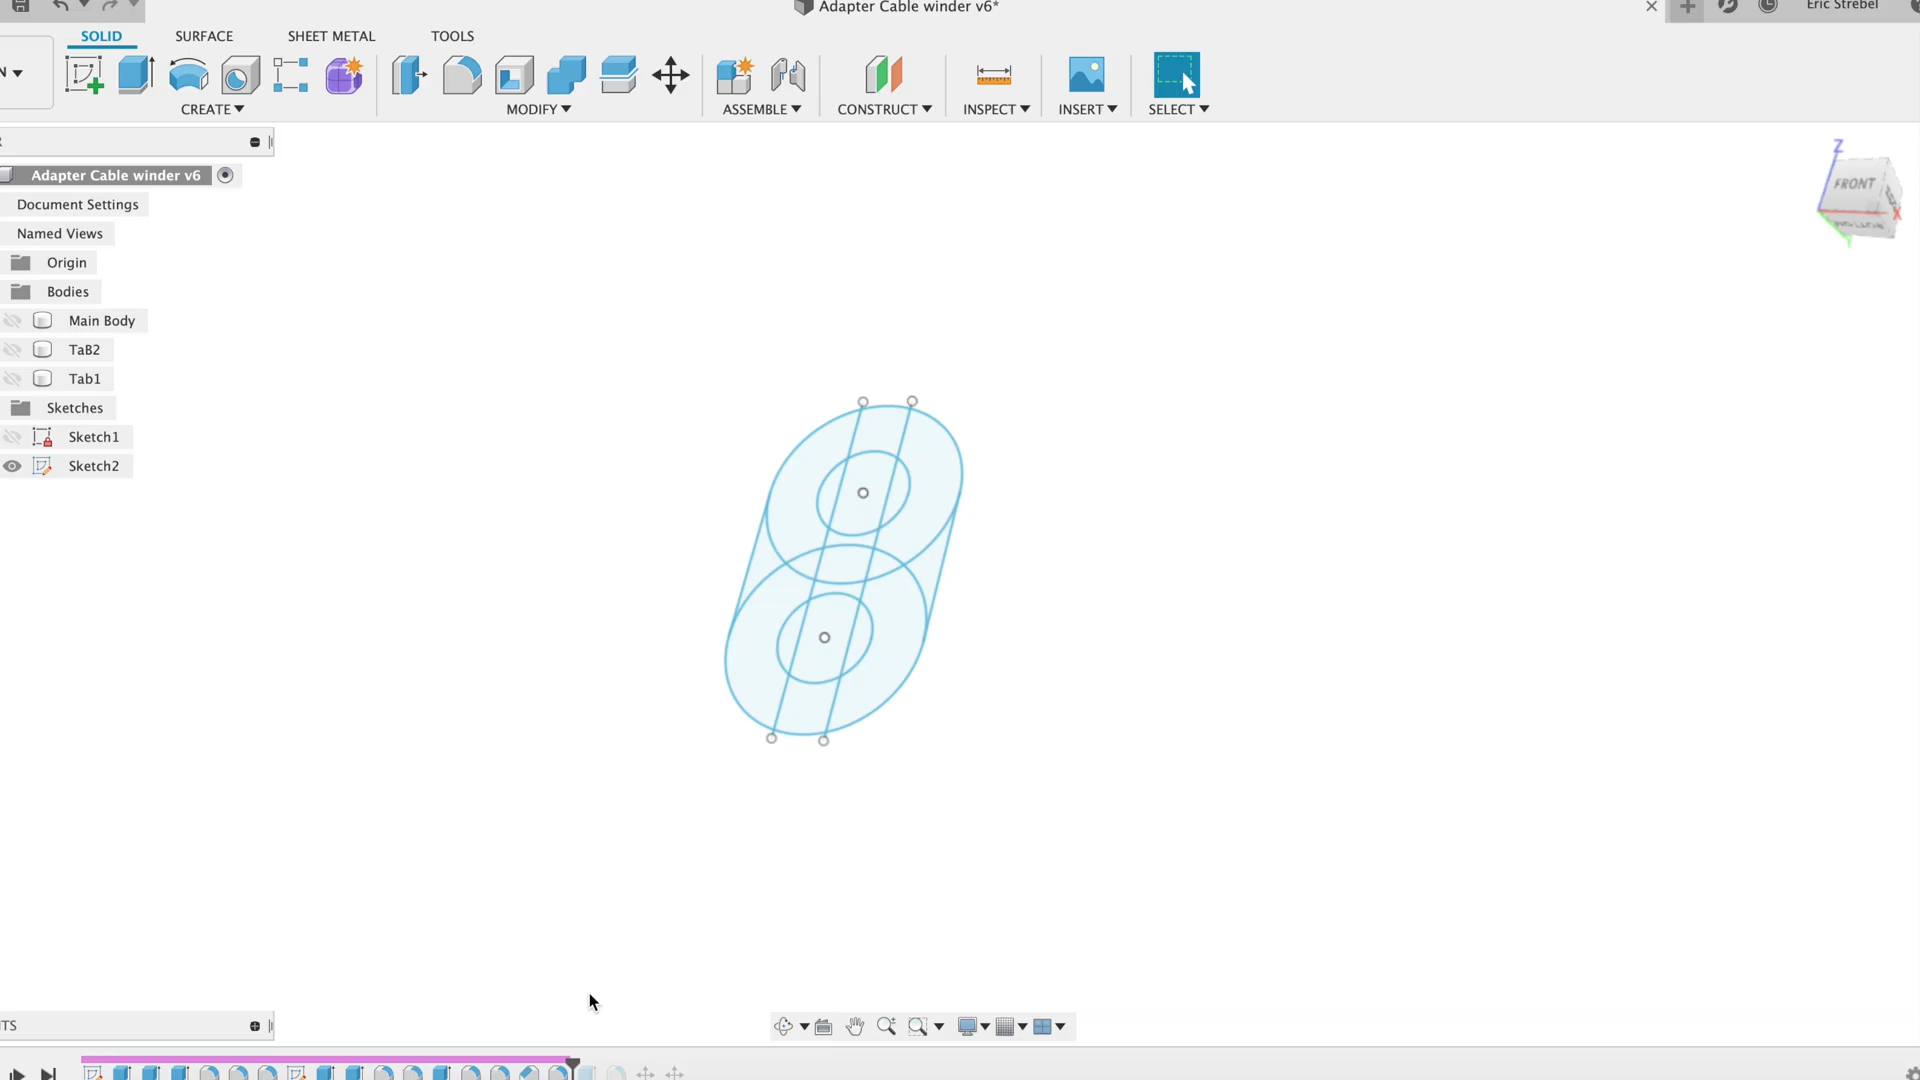 Adapter Cable winder v6*
Eric Strebel
SOLID SURFACE SHEET METAL TOOLS
CREATE MODIFY ASSEMBLE CONSTRUCT INSPECT INSERT SELECT
Adapter Cable winder v6
Document Settings
Named Views
Origin
Bodies
Main Body
TaB2
Tab1
Sketches
Sketch1
Sketch2
Z
FRONT
X
Y
TS